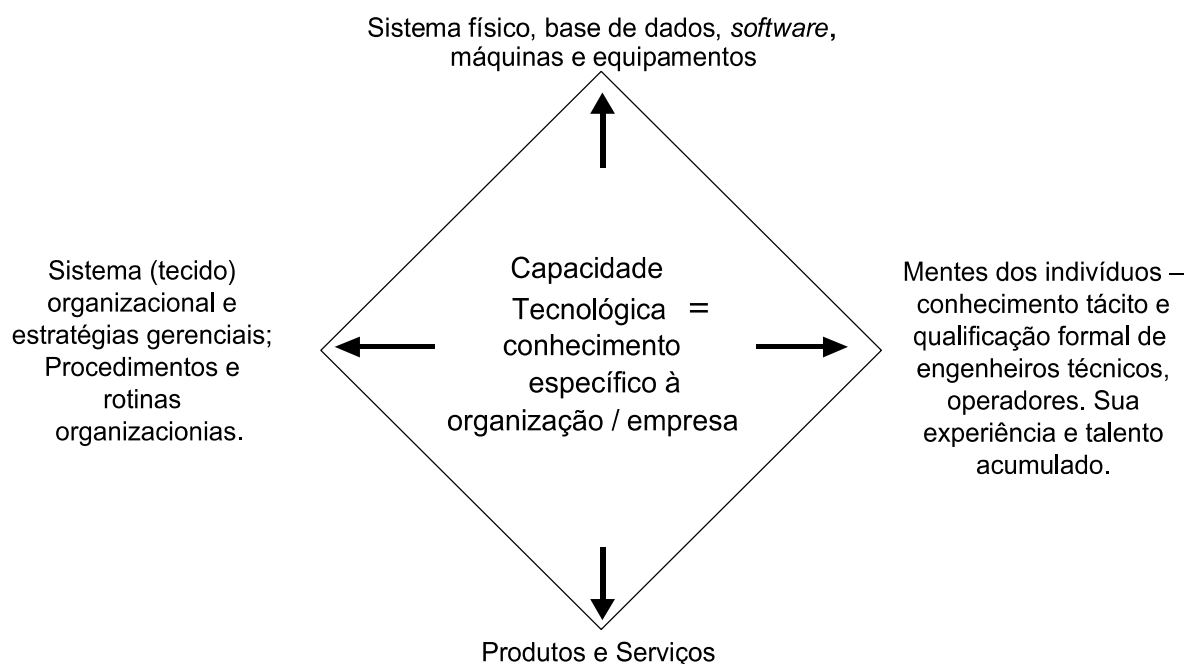 Sistema físico, base de dados, software,
máquinas e equipamentos
Sistema (tecido)
organizacional e
estratégias gerenciais;
Procedimentos e
rotinas
organizacionias.
Capacidade
Tecnológica =
conhecimento
específico à
organização / empresa
Mentes dos indivíduos –
conhecimento tácito e
qualificação formal de
engenheiros técnicos,
operadores. Sua
experiência e talento
acumulado.
Produtos e Serviços